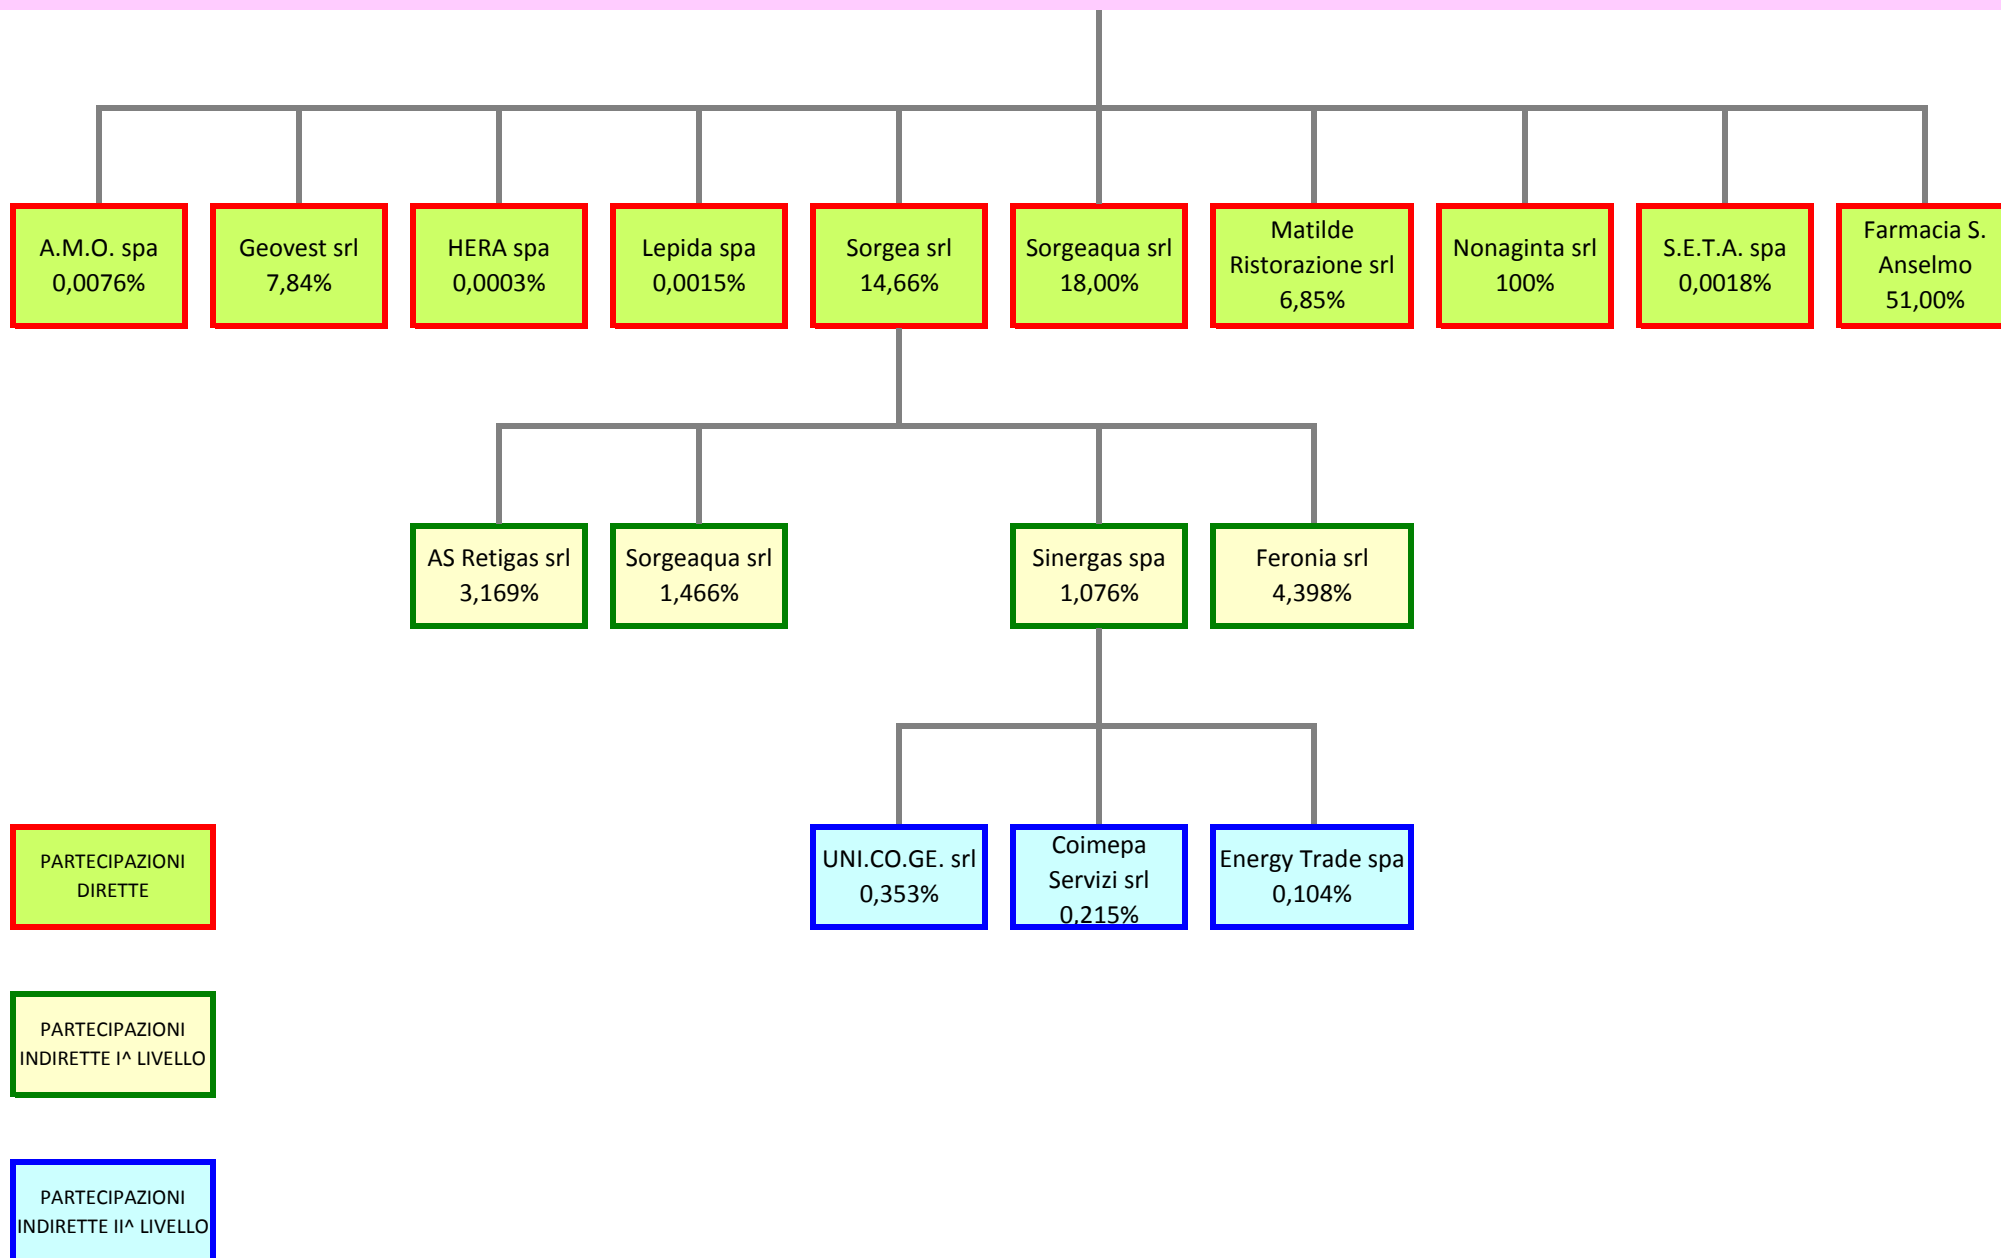 A.M.O. spa
0,0076%
Geovest srl
7,84%
HERA spa
0,0003%
Lepida spa
0,0015%
Sorgea srl
14,66%
Sorgeaqua srl
18,00%
Matilde
Ristorazione srl
6,85%
Nonaginta srl
100%
S.E.T.A. spa
0,0018%
Farmacia S.
Anselmo
51,00%
AS Retigas srl
3,169%
Sorgeaqua srl
1,466%
Sinergas spa
1,076%
Feronia srl
4,398%
UNI.CO.GE. srl
0,353%
Coimepa
Servizi srl
0,215%
Energy Trade spa
0,104%
PARTECIPAZIONI
DIRETTE
PARTECIPAZIONI
INDIRETTE I^ LIVELLO
PARTECIPAZIONI
INDIRETTE II^ LIVELLO